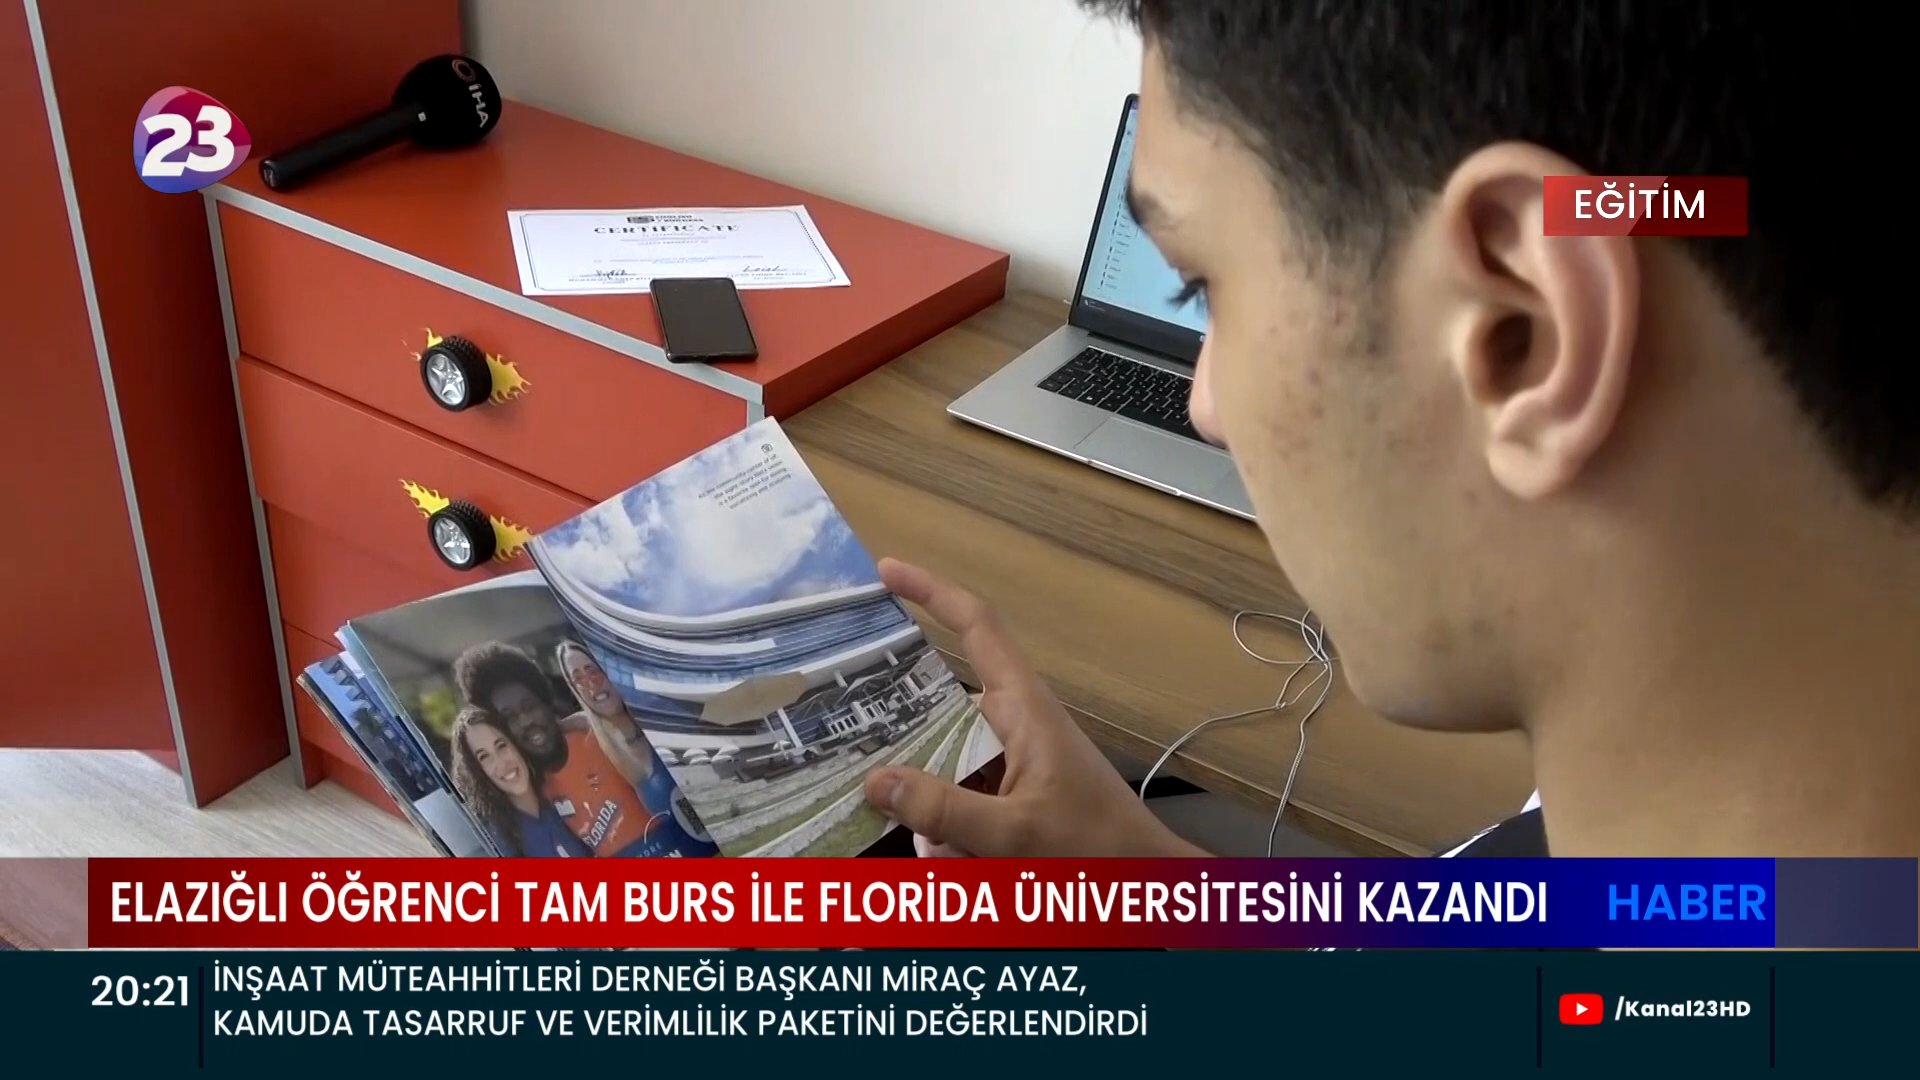 23
İHA
EĞİTİM
CERTIFICATE
FLORIDA
ELAZIĞLI ÖĞRENCİ TAM BURS İLE FLORİDA ÜNİVERSİTESİNİ KAZANDI
HABER
20:21
İNŞAAT MÜTEAHHİTLERİ DERNEĞİ BAŞKANI MİRAÇ AYAZ,
KAMUDA TASARRUF VE VERİMLİLİK PAKETİNİ DEĞERLENDİRDİ
/Kanal23HD